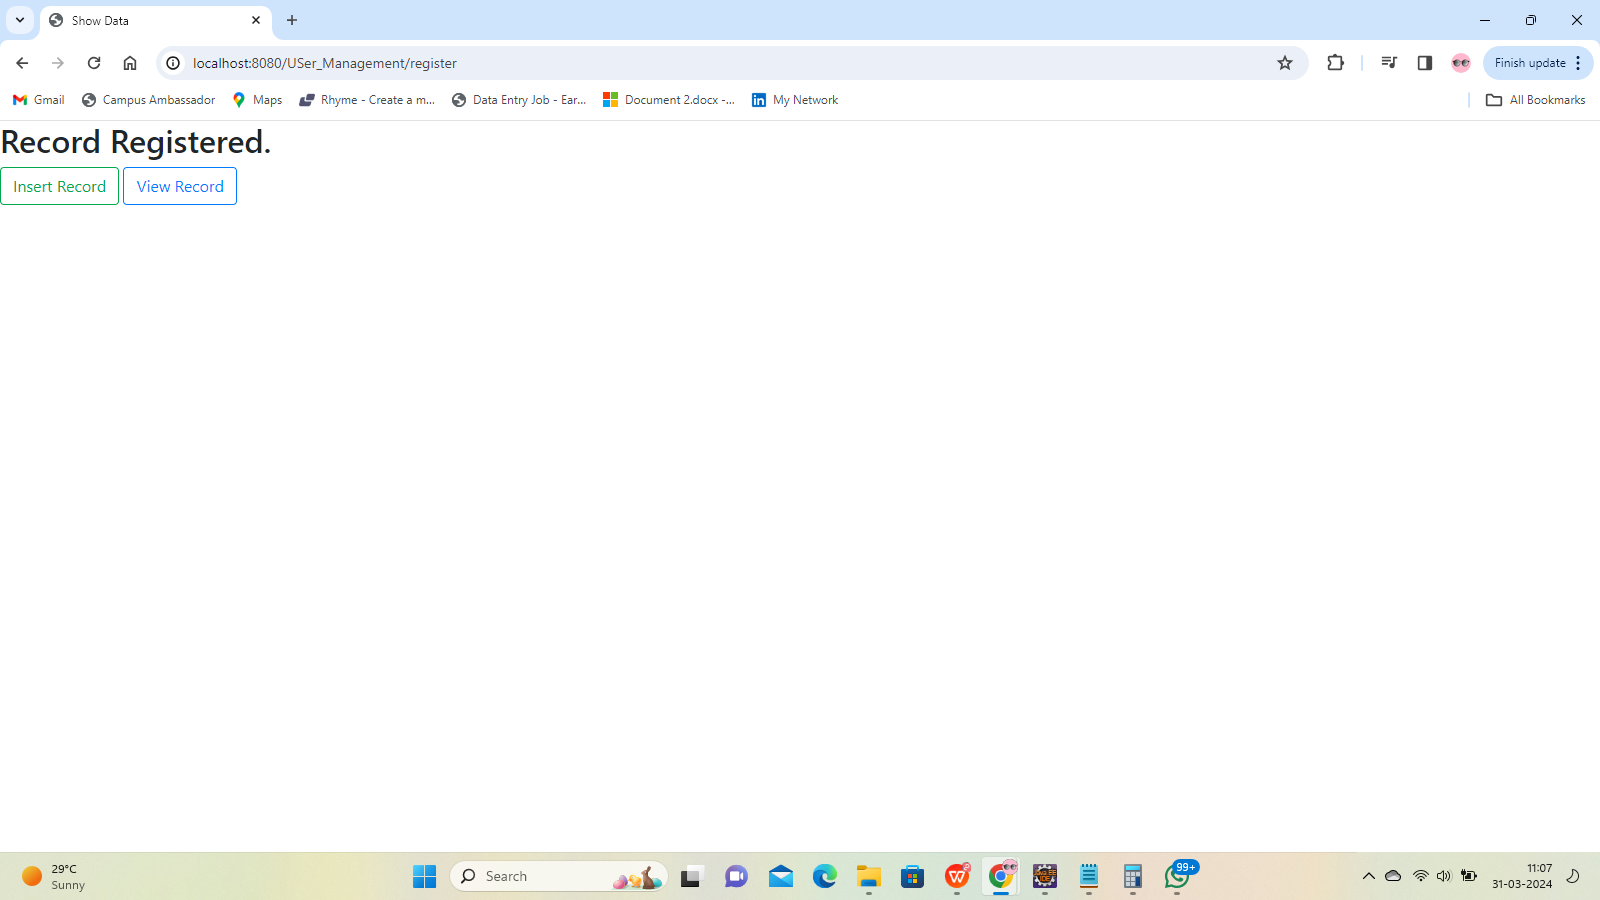 Show Data
localhost:8080/USer_Management/register
Finish update
Gmail
Campus Ambassador
Maps
Rhyme - Create a m...
Data Entry Job - Ear...
Document 2.docx -...
My Network
All Bookmarks
Record Registered.
Insert Record
View Record
29°C
Sunny
Search
99+
11:07
31-03-2024